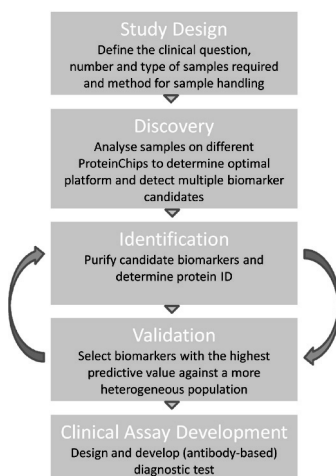 Study Design
Define the clinical question,
number and type of samples required
and method for sample handling
Discovery
Analyse samples on different
ProteinChips to determine optimal
platform and detect multiple biomarker
candidates
Identification
Purify candidate biomarkers and
determine protein ID
Validation
Select biomarkers with the highest
predictive value against a more
heterogeneous population
Clinical Assay Development
Design and develop (antibody-based)
diagnostic test